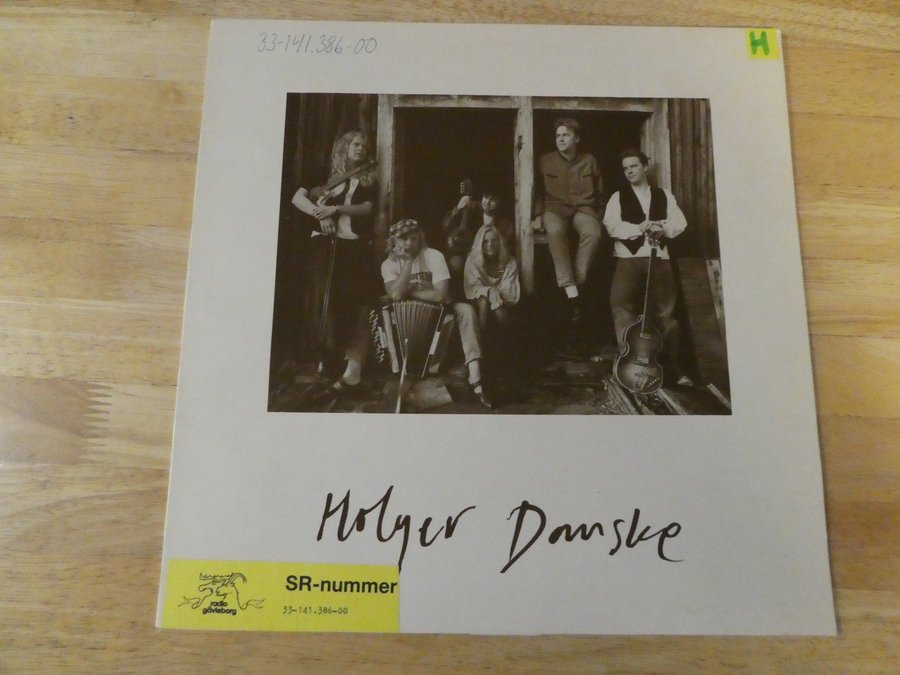 33-141.386-00
H
Holger Danske
SR-nummer
radio
gävleborg
33-141.386-00